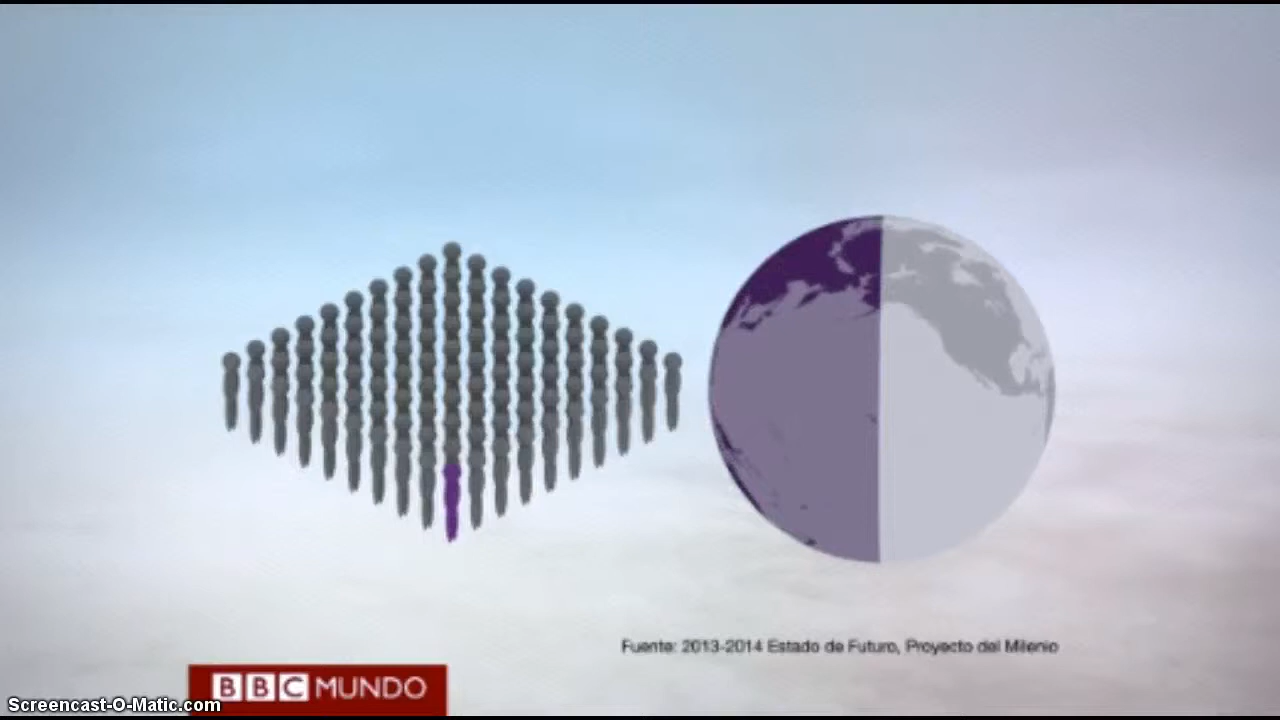 Fuente: 2013-2014 Estado de Futuro, Proyecto del Milenio
BBC MUNDO
Screencast-O-Matic.com